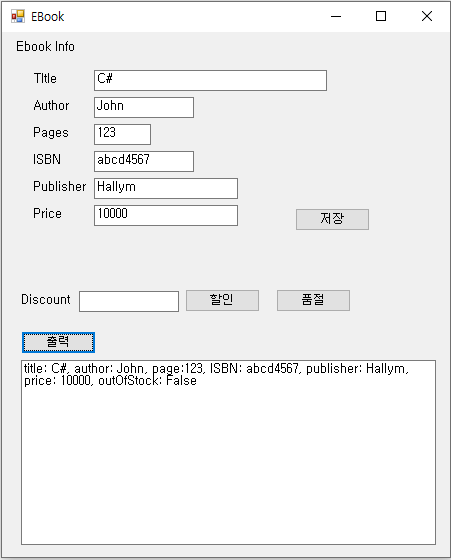 EBook
Ebook Info
TItle C#
Author John
Pages 123
ISBN abcd4567
Publisher Hallym
Price 10000 저장
Discount 할인 품절
출력
title: C#, author: John, page:123, ISBN: abcd4567, publisher: Hallym,
price: 10000, outOfStock: False